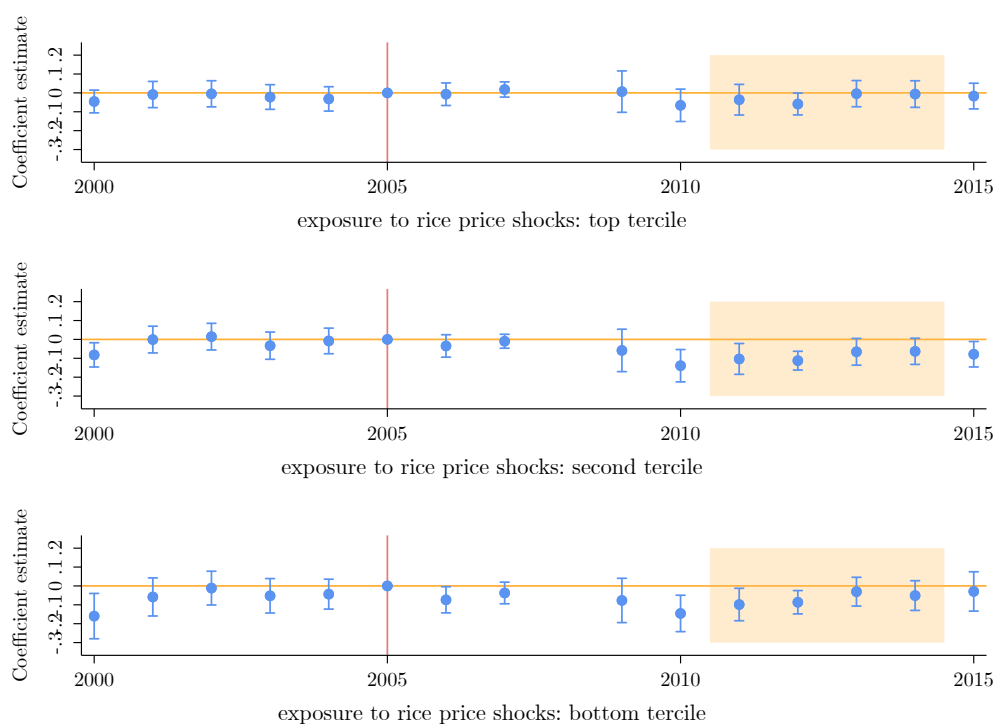 Coefficient estimate
-.3-.2-.1 0 .1 .2
2000 2005 2010 2015
exposure to rice price shocks: top tercile
Coefficient estimate
-.3-.2-.1 0 .1 .2
2000 2005 2010 2015
exposure to rice price shocks: second tercile
Coefficient estimate
-.3-.2-.1 0 .1 .2
2000 2005 2010 2015
exposure to rice price shocks: bottom tercile